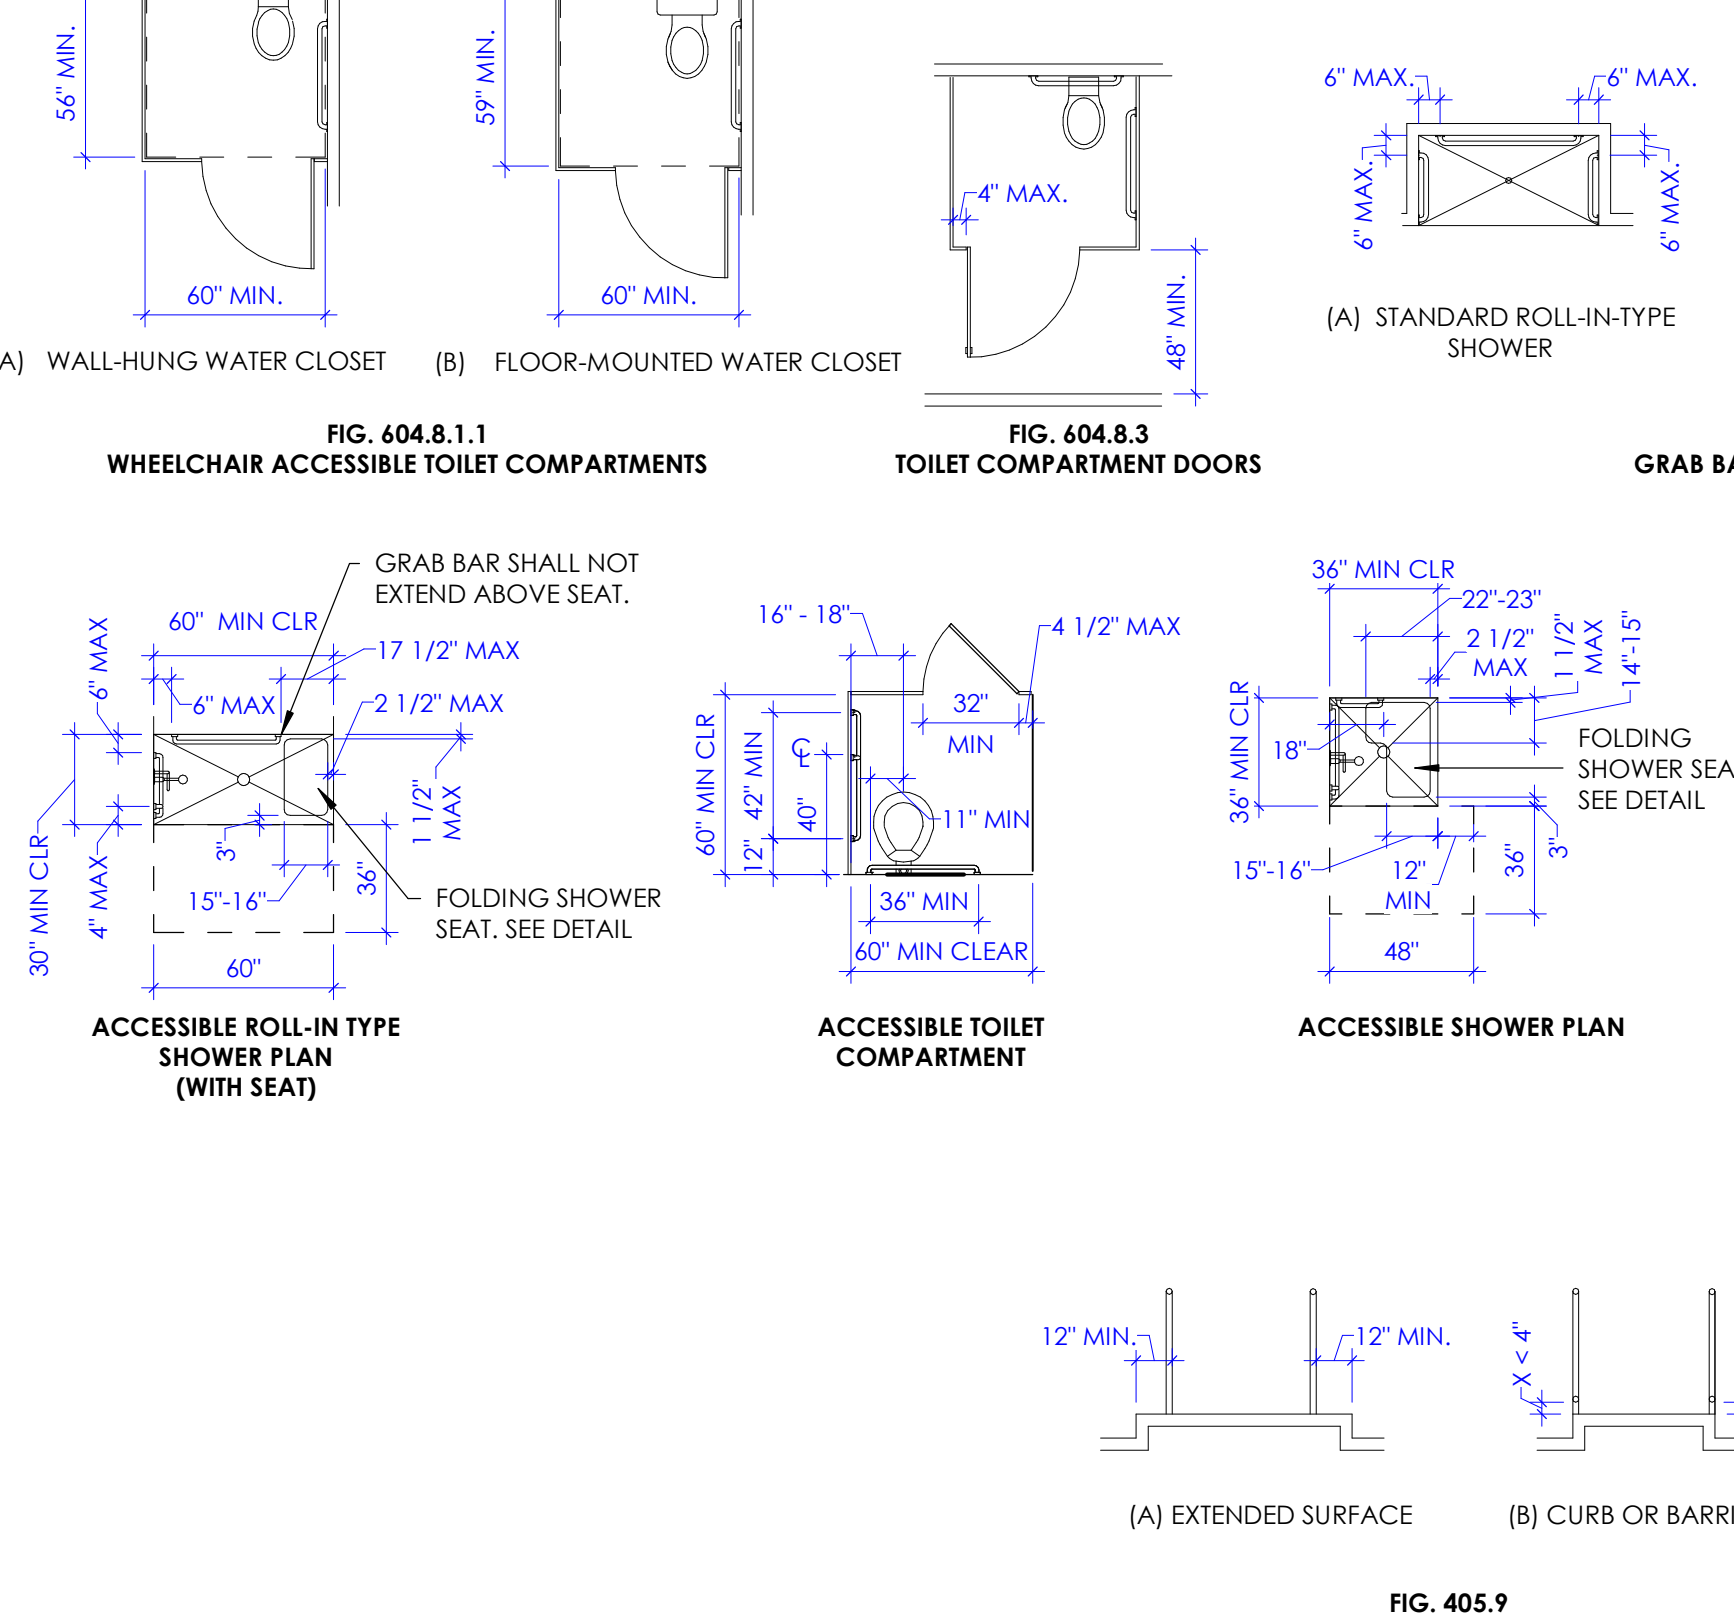 56" MIN.
60" MIN.
A) WALL-HUNG WATER CLOSET
59" MIN.
60" MIN.
(B) FLOOR-MOUNTED WATER CLOSET
FIG. 604.8.1.1
WHEELCHAIR ACCESSIBLE TOILET COMPARTMENTS
4" MAX.
48" MIN.
FIG. 604.8.3
TOILET COMPARTMENT DOORS
6" MAX.
6" MAX.
6" MAX.
6" MAX.
(A) STANDARD ROLL-IN-TYPE
SHOWER
GRAB BA
GRAB BAR SHALL NOT
EXTEND ABOVE SEAT.
60" MIN CLR
6" MAX
17 1/2" MAX
6" MAX
2 1/2" MAX
30" MIN CLR
4" MAX
3"
15"-16"
36"
1 1/2"
MAX
FOLDING SHOWER
SEAT. SEE DETAIL
60"
ACCESSIBLE ROLL-IN TYPE
SHOWER PLAN
(WITH SEAT)
16" - 18"
4 1/2" MAX
32"
MIN
60" MIN CLR
42" MIN
12"
40"
CL
11" MIN
36" MIN
60" MIN CLEAR
ACCESSIBLE TOILET
COMPARTMENT
36" MIN CLR
22"-23"
2 1/2"
MAX
1 1/2"
MAX
14"-15"
36" MIN CLR
18"
FOLDING
SHOWER SEA
SEE DETAIL
15"-16"
12"
MIN
36"
3"
48"
ACCESSIBLE SHOWER PLAN
12" MIN.
12" MIN.
X < 4"
(A) EXTENDED SURFACE
(B) CURB OR BARRI
FIG. 405.9